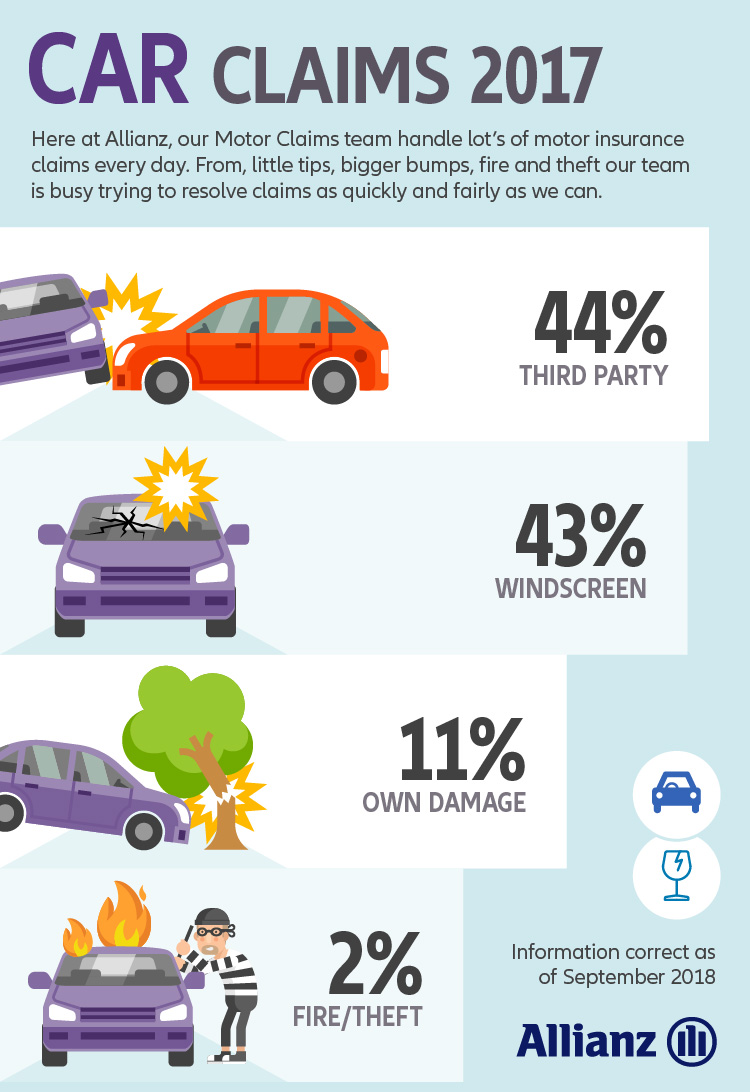 CAR CLAIMS 2017
Here at Allianz, our Motor Claims team handle lot's of motor insurance
claims every day. From, little tips, bigger bumps, fire and theft our team
is busy trying to resolve claims as quickly and fairly as we can.
44%
THIRD PARTY
43%
WINDSCREEN
11%
OWN DAMAGE
2%
FIRE/THEFT
Information correct as
of September 2018
Allianz